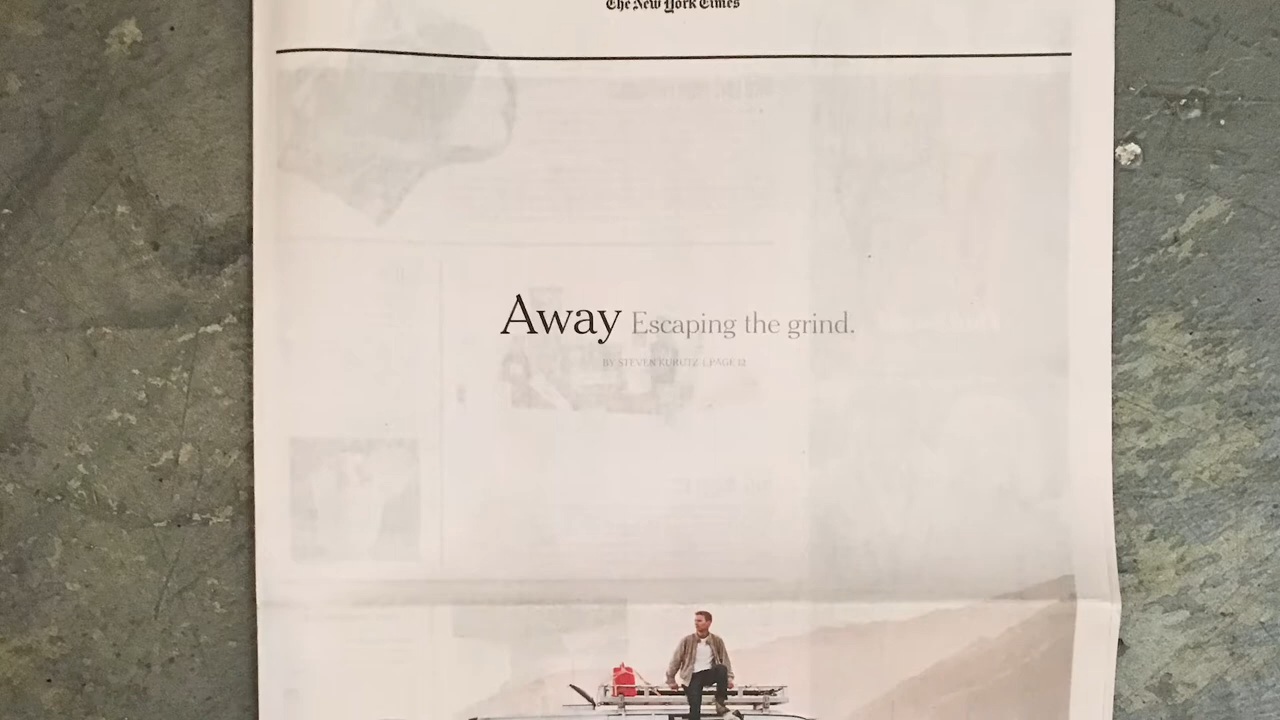 The New York Times
Away Escaping the grind.
BY STEVEN KURUTZ | PAGE 12